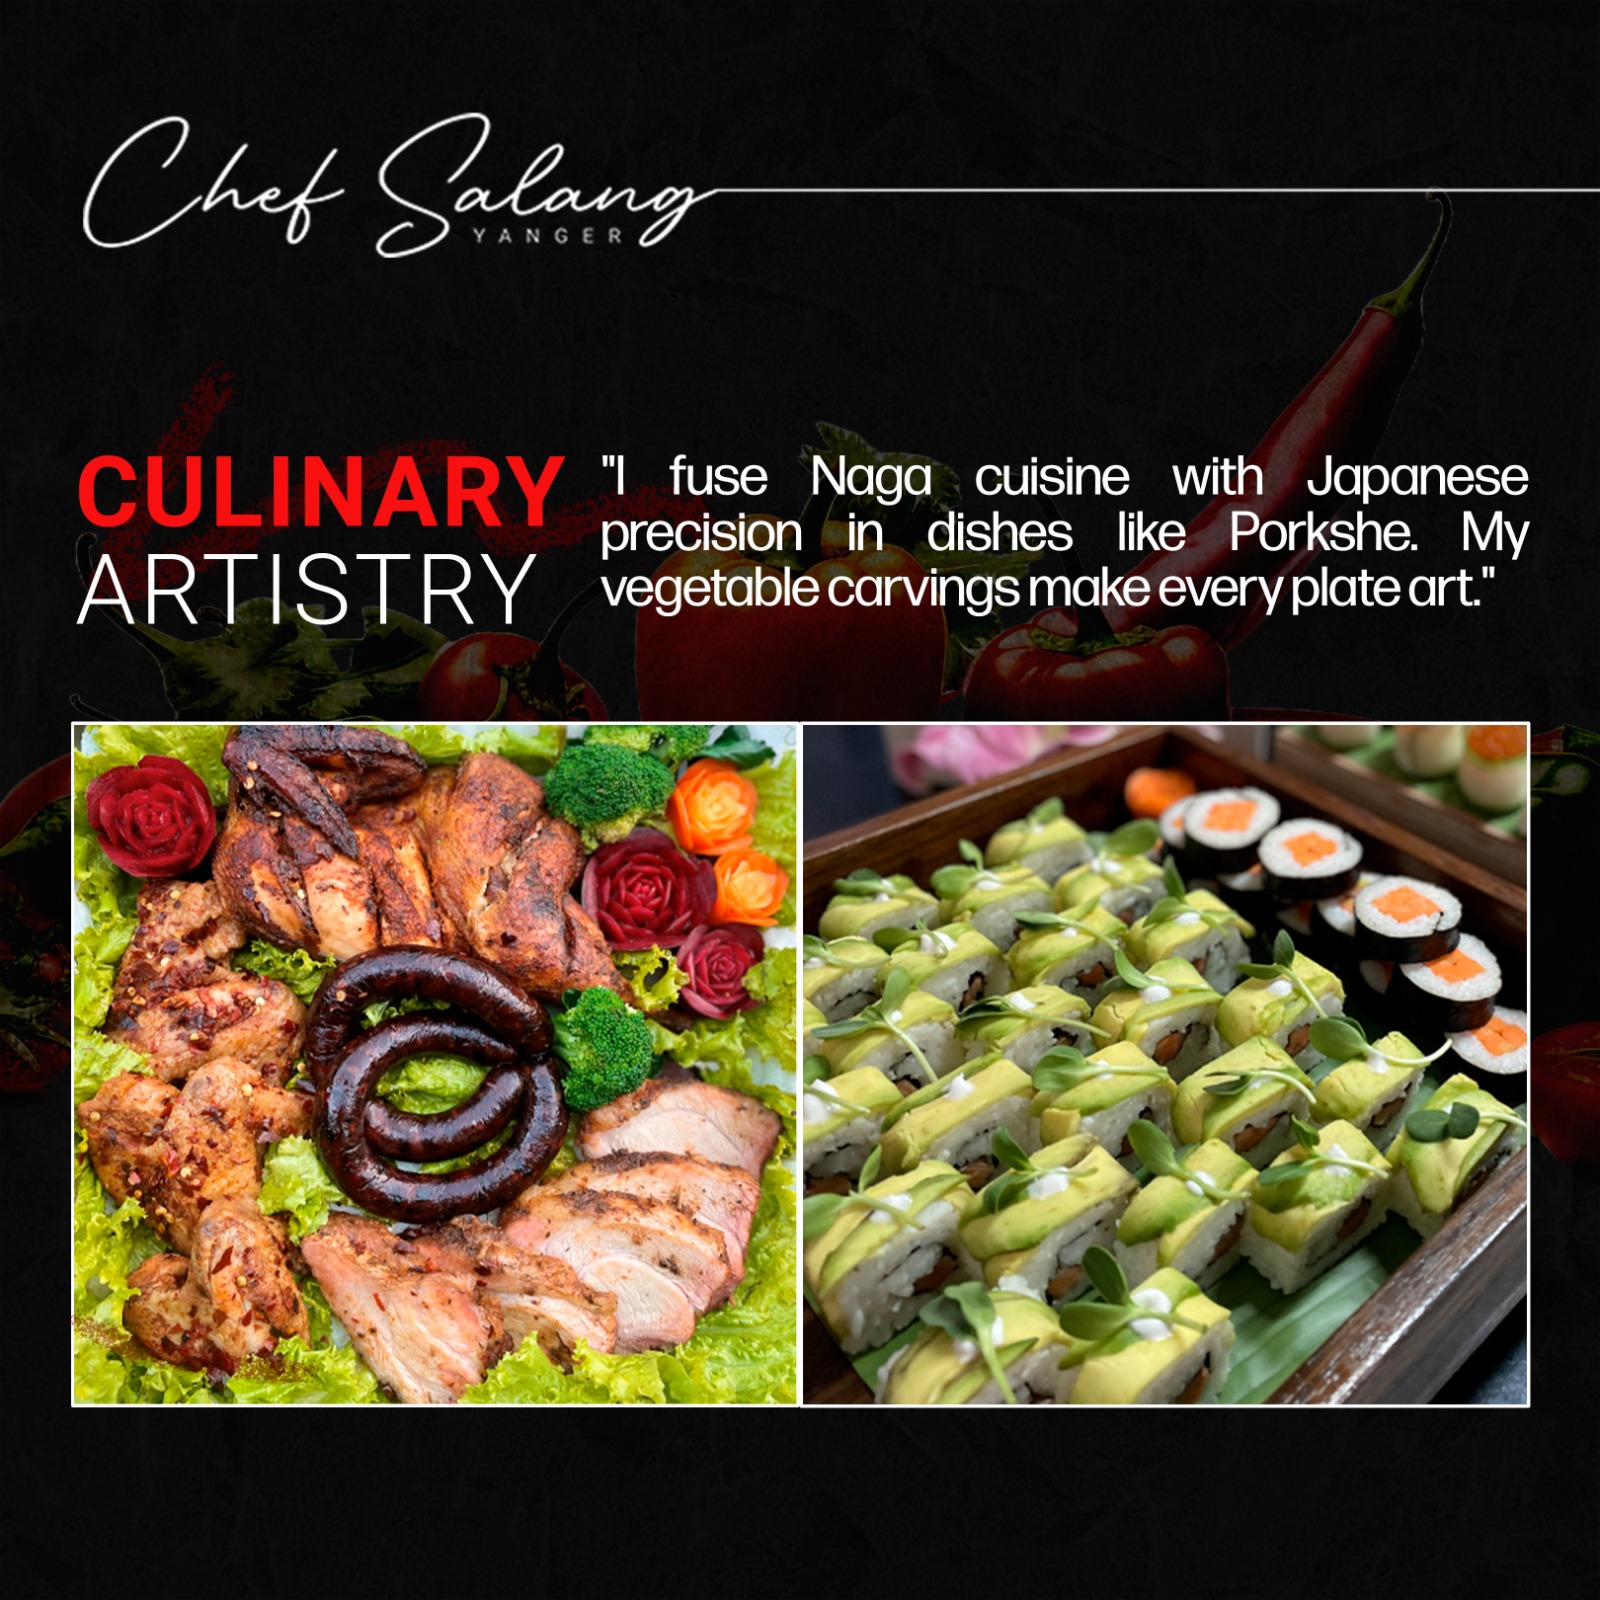 Chef Salang
YANGER
CULINARY
ARTISTRY
"I fuse Naga cuisine with Japanese
precision in dishes like Porkshe. My
vegetable carvings make every plate art."